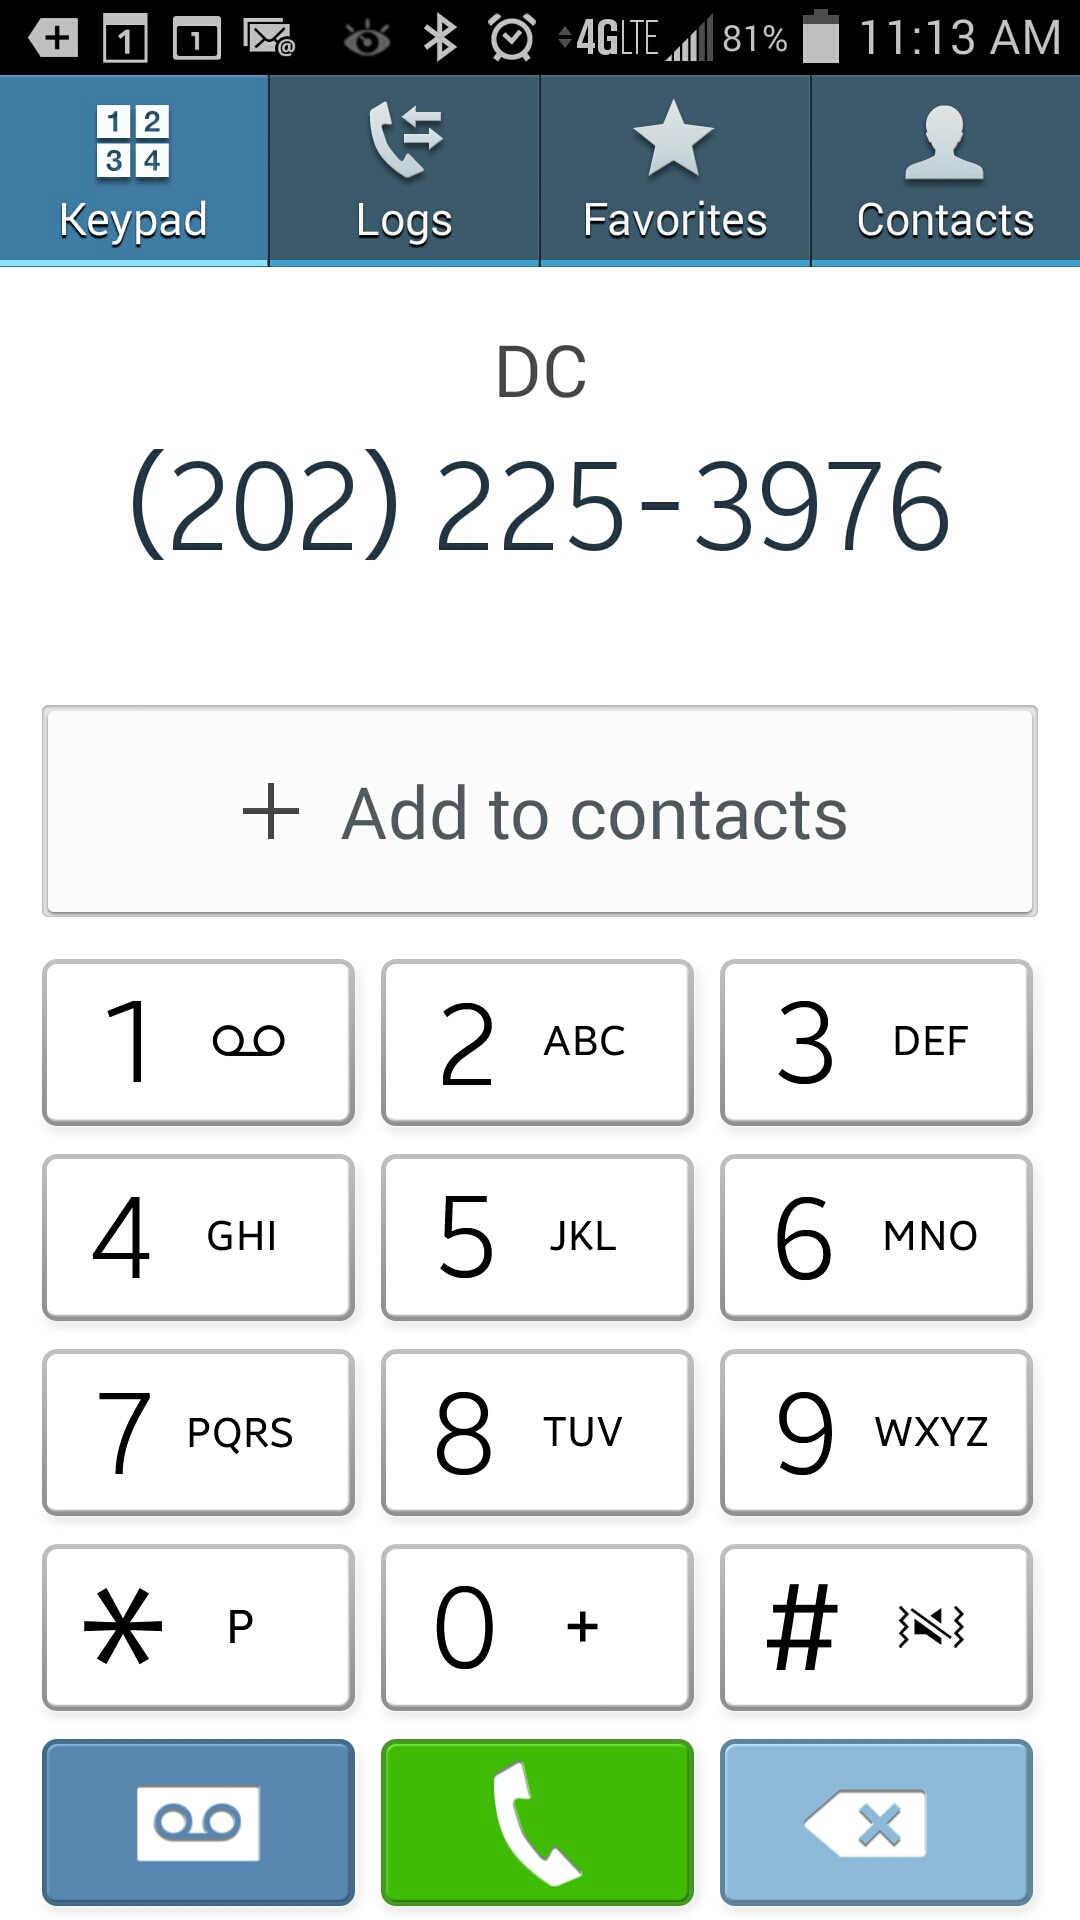 1 1 @ 4GLTE 81% 11:13 AM
1 2
3 4
Keypad Logs Favorites Contacts
DC
(202) 225-3976
+ Add to contacts
1 2 ABC 3 DEF
4 GHI 5 JKL 6 MNO
7 PQRS 8 TUV 9 WXYZ
* P 0 + #